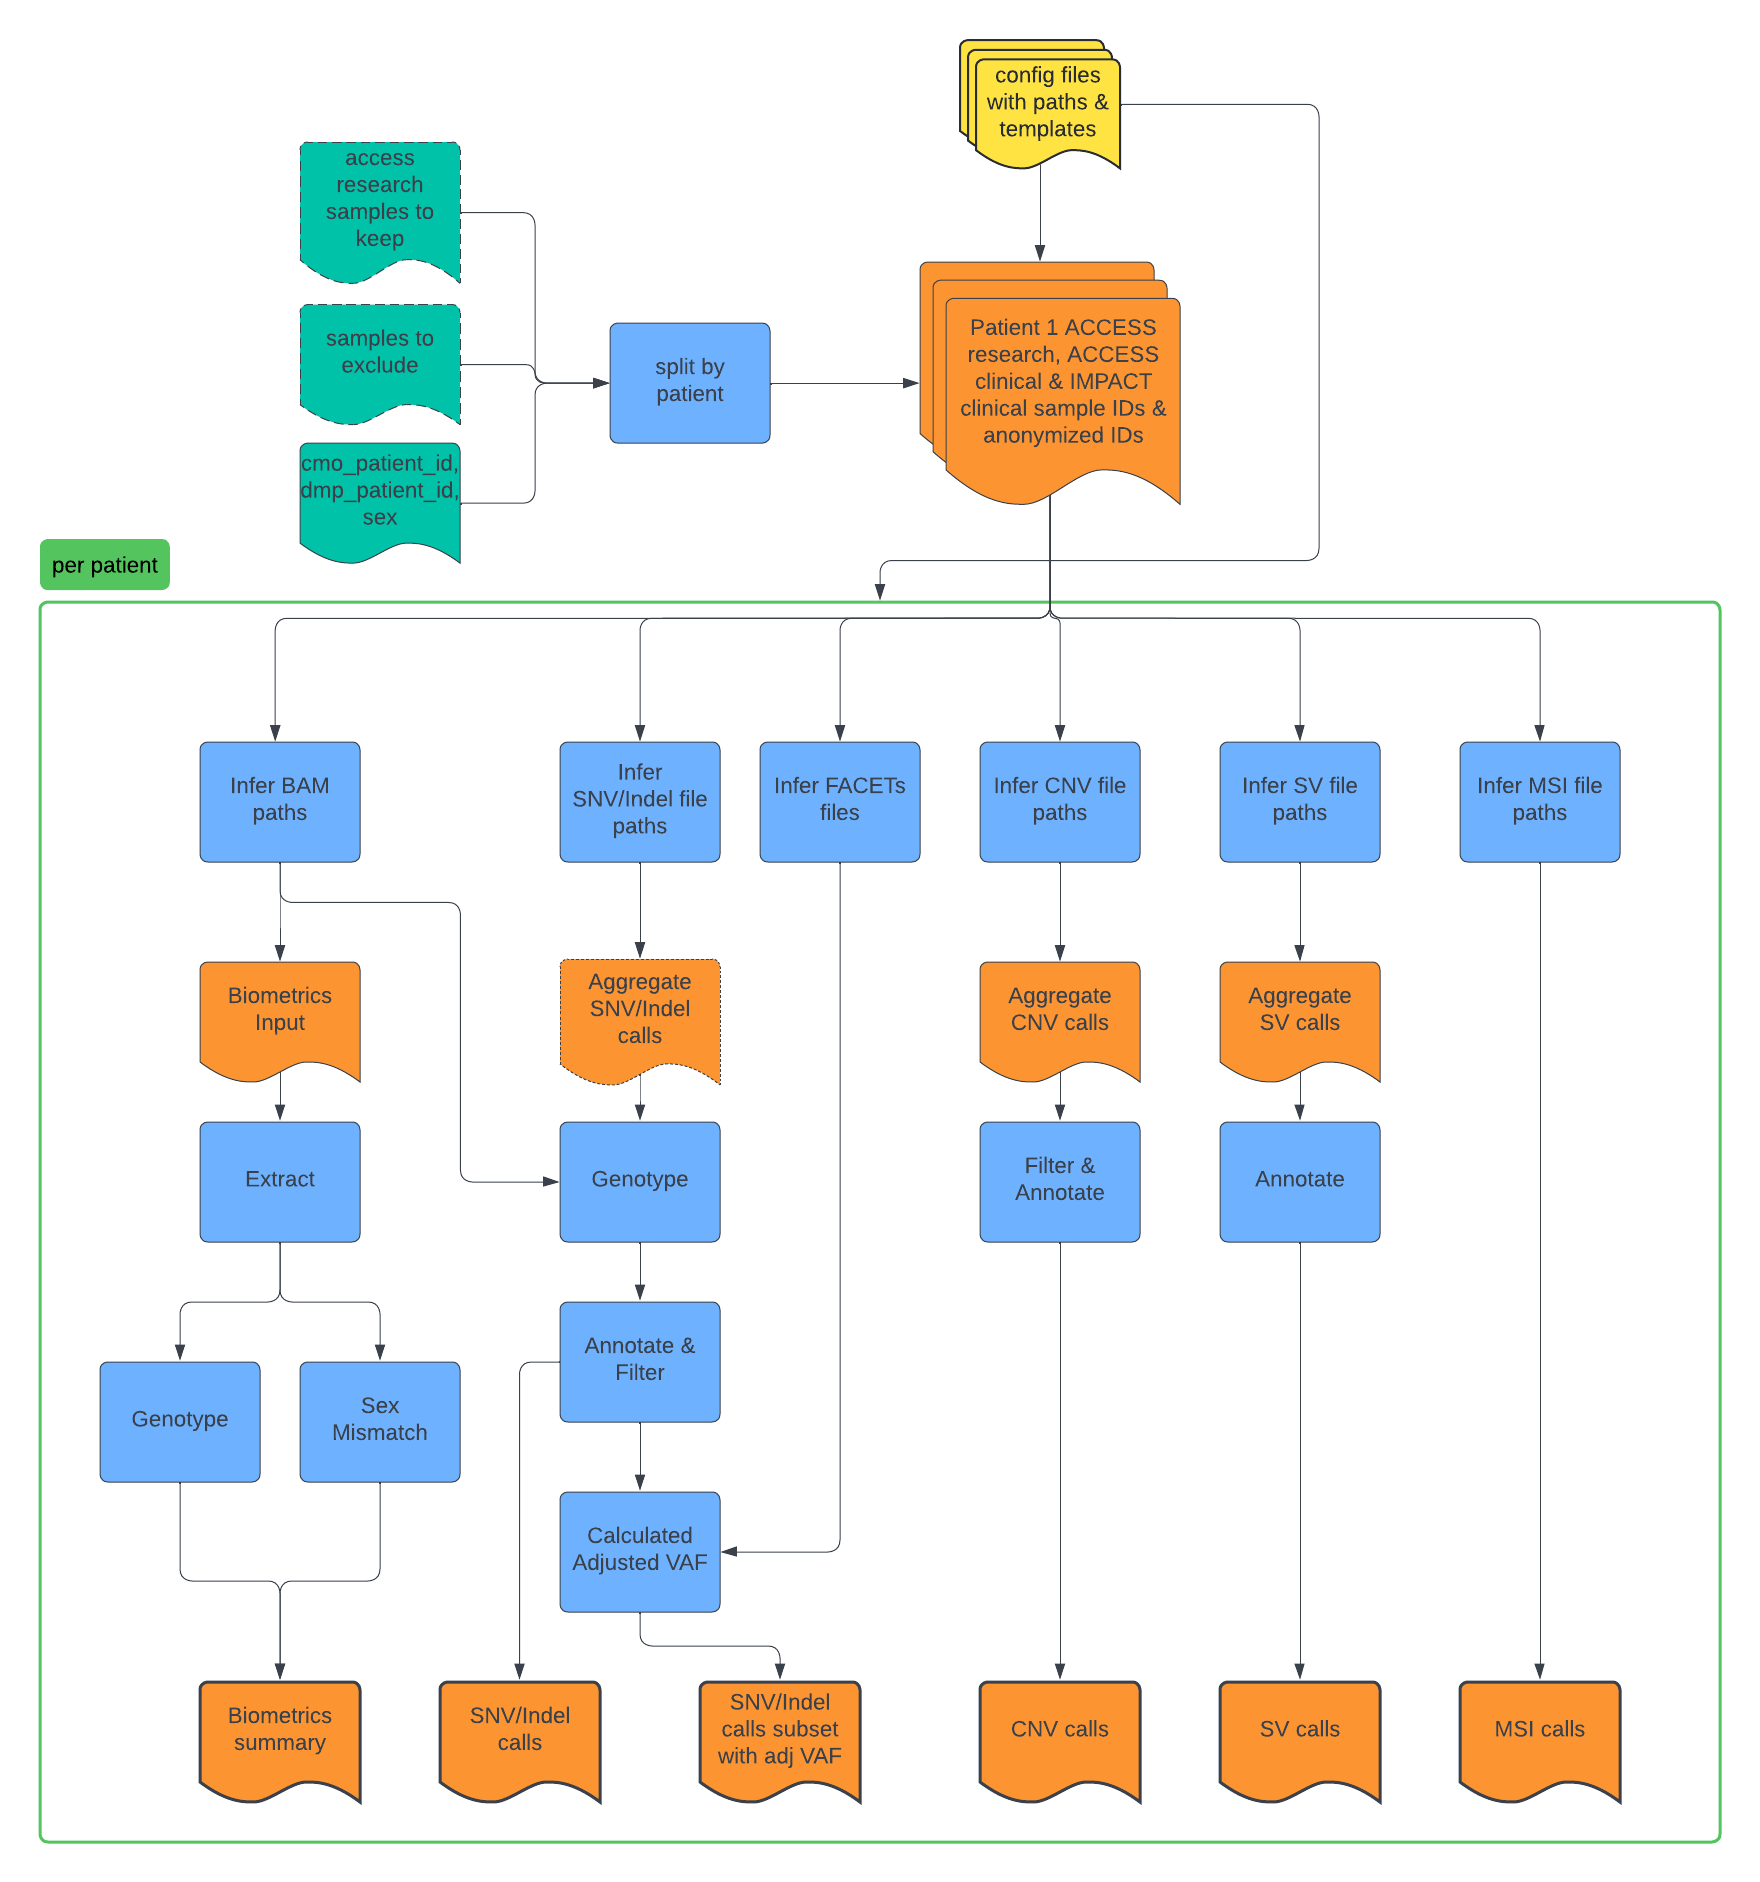 config files
with paths &
templates
access
research
samples to
keep
samples to
exclude
cmo_patient_id,
dmp_patient_id,
sex
split by
patient
Patient 1 ACCESS
research, ACCESS
clinical & IMPACT
clinical sample IDs &
anonymized IDs
per patient
Infer BAM
paths
Infer
SNV/Indel file
paths
Infer FACETs
files
Infer CNV file
paths
Infer SV file
paths
Infer MSI file
paths
Biometrics
Input
Aggregate
SNV/Indel
calls
Aggregate
CNV calls
Aggregate
SV calls
Extract
Genotype
Filter &
Annotate
Annotate
Genotype
Sex
Mismatch
Annotate &
Filter
Calculated
Adjusted VAF
Biometrics
summary
SNV/Indel
calls
SNV/Indel
calls subset
with adj VAF
CNV calls
SV calls
MSI calls